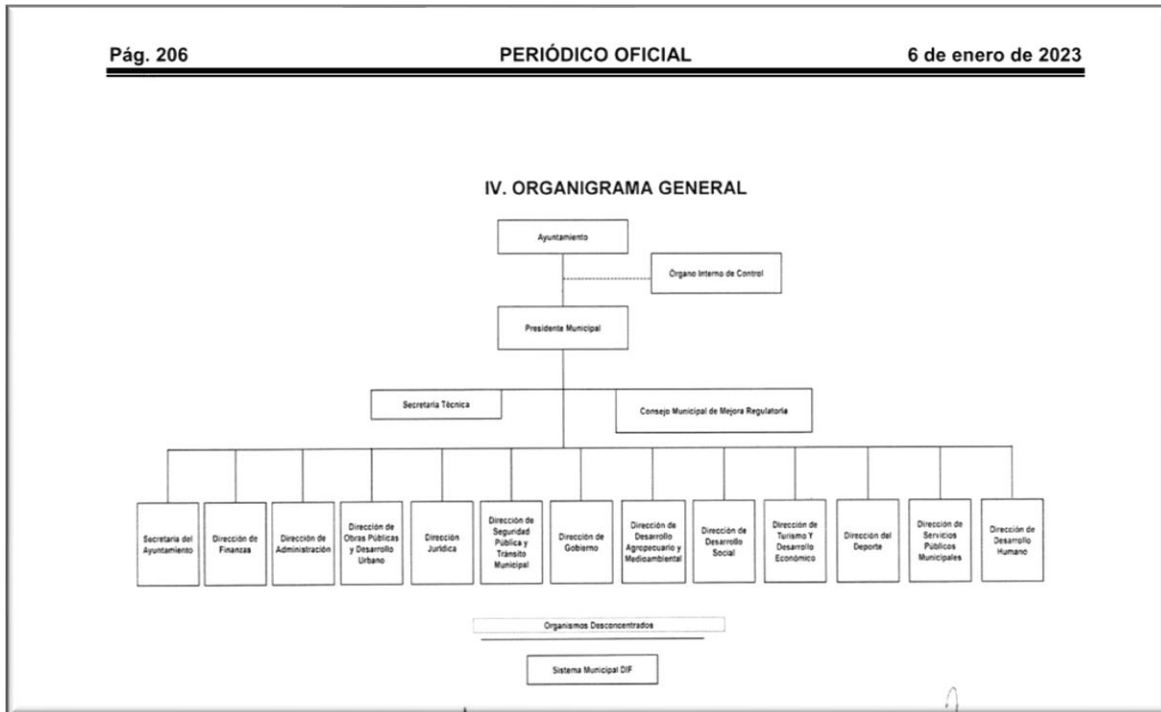 Pág. 206 PERIÓDICO OFICIAL 6 de enero de 2023
IV. ORGANIGRAMA GENERAL
Ayuntamiento
Órgano Interno de Control
Presidente Municipal
Secretaría Técnica
Consejo Municipal de Mejora Regulatoria
Secretaría del
Ayuntamiento
Dirección de
Finanzas
Dirección de
Administración
Dirección de
Obras Públicas
y Desarrollo
Urbano
Dirección
Jurídica
Dirección de
Seguridad
Pública y
Tránsito
Municipal
Dirección de
Gobierno
Dirección de
Desarrollo
Agropecuario y
Medioambiental
Dirección de
Desarrollo
Social
Dirección de
Turismo Y
Desarrollo
Económico
Dirección del
Deporte
Dirección de
Servicios
Públicos
Municipales
Dirección de
Desarrollo
Humano
Organismos Desconcentrados
Sistema Municipal DIF